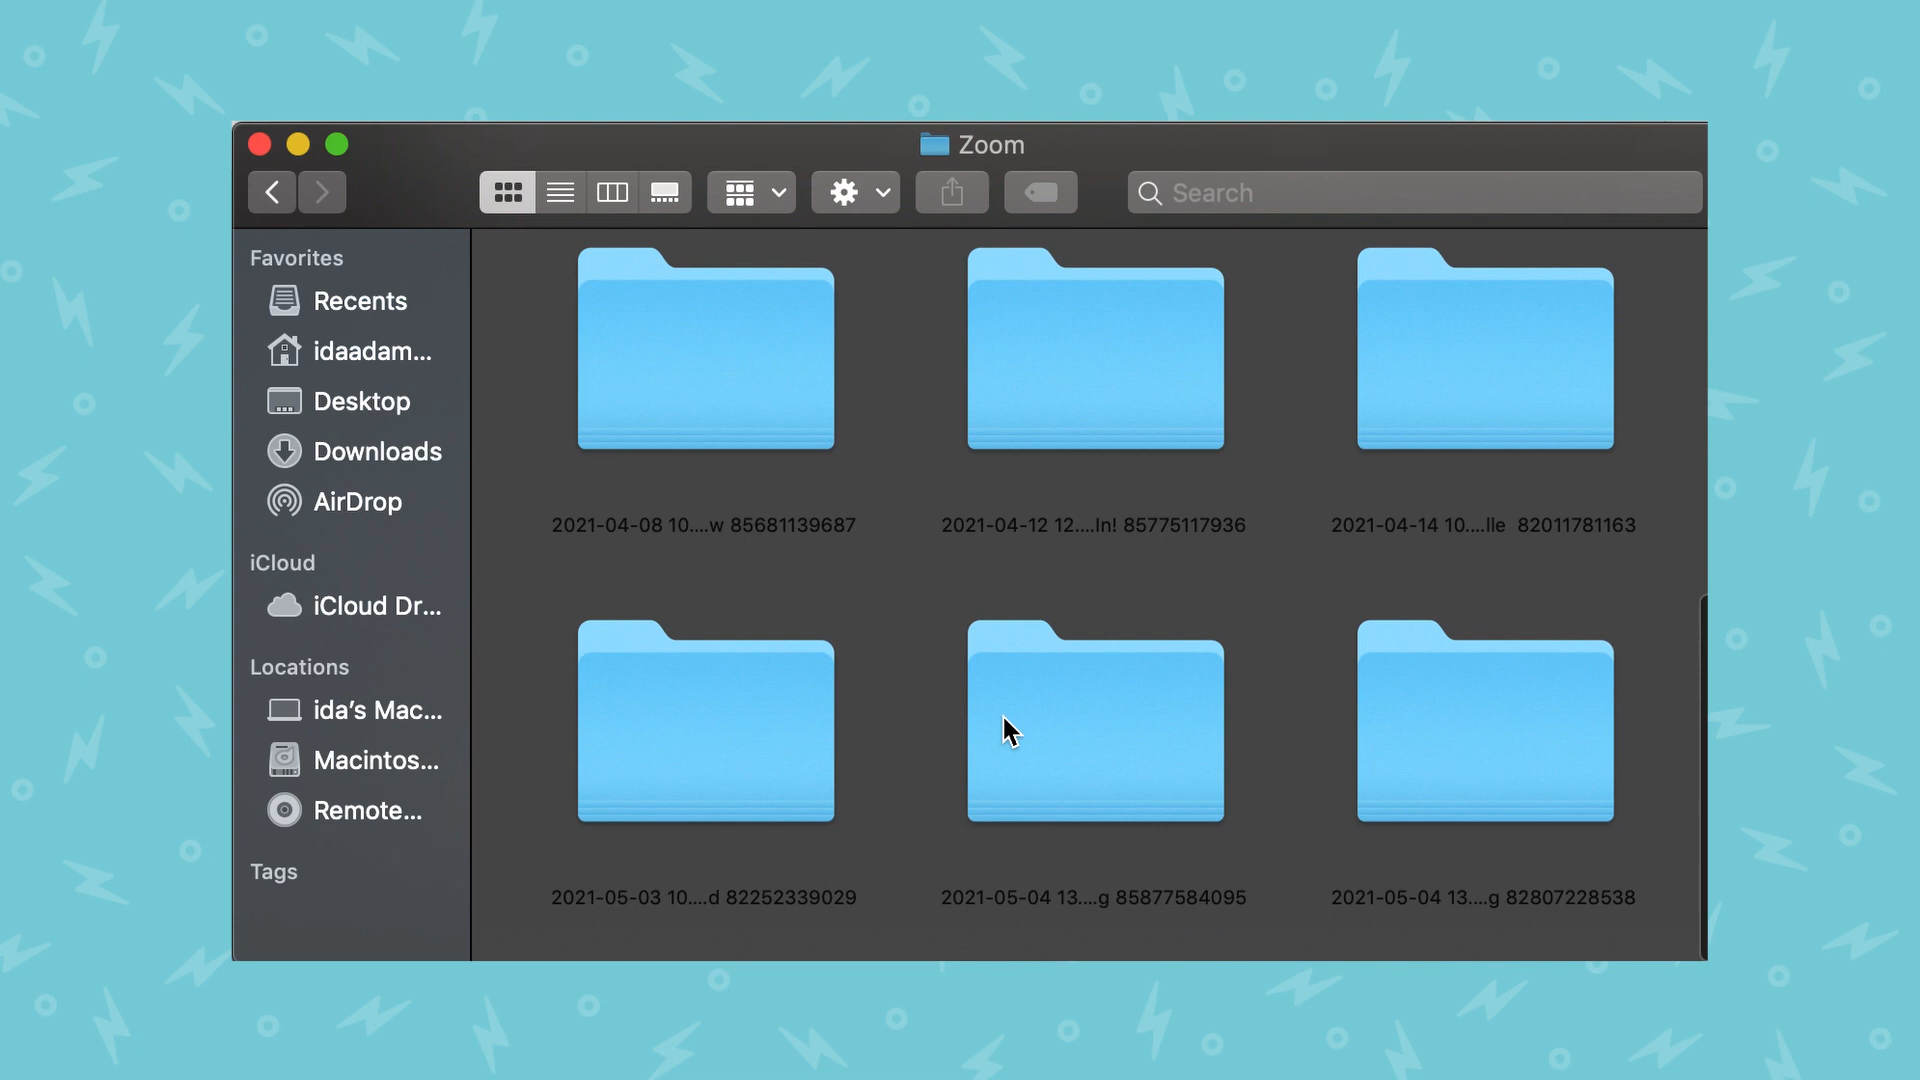 Zoom
Search
Favorites
Recents
idaadam...
Desktop
Downloads
AirDrop
iCloud
iCloud Dr...
Locations
ida’s Mac...
Macintos...
Remote...
Tags
2021-04-08 10....w 85681139687
2021-04-12 12....In! 85775117936
2021-04-14 10....lle  82011781163
2021-05-03 10....d 82252339029
2021-05-04 13....g 85877584095
2021-05-04 13....g 82807228538